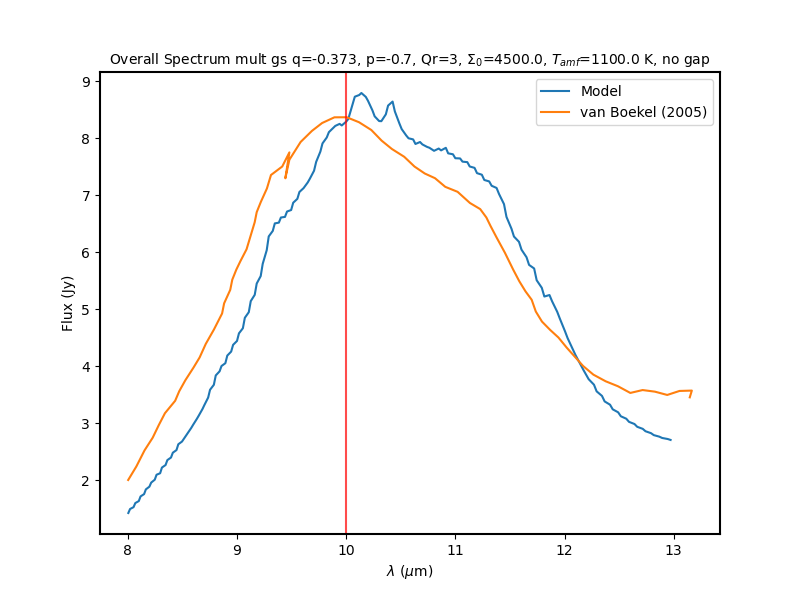 Overall Spectrum mult gs q=-0.373, p=-0.7, Qr=3, Σ₀=4500.0, Tₐₘf=1100.0 K, no gap
Model
van Boekel (2005)
9
8
7
6
5
4
3
2
Flux (Jy)
8 9 10 11 12 13
λ (μm)